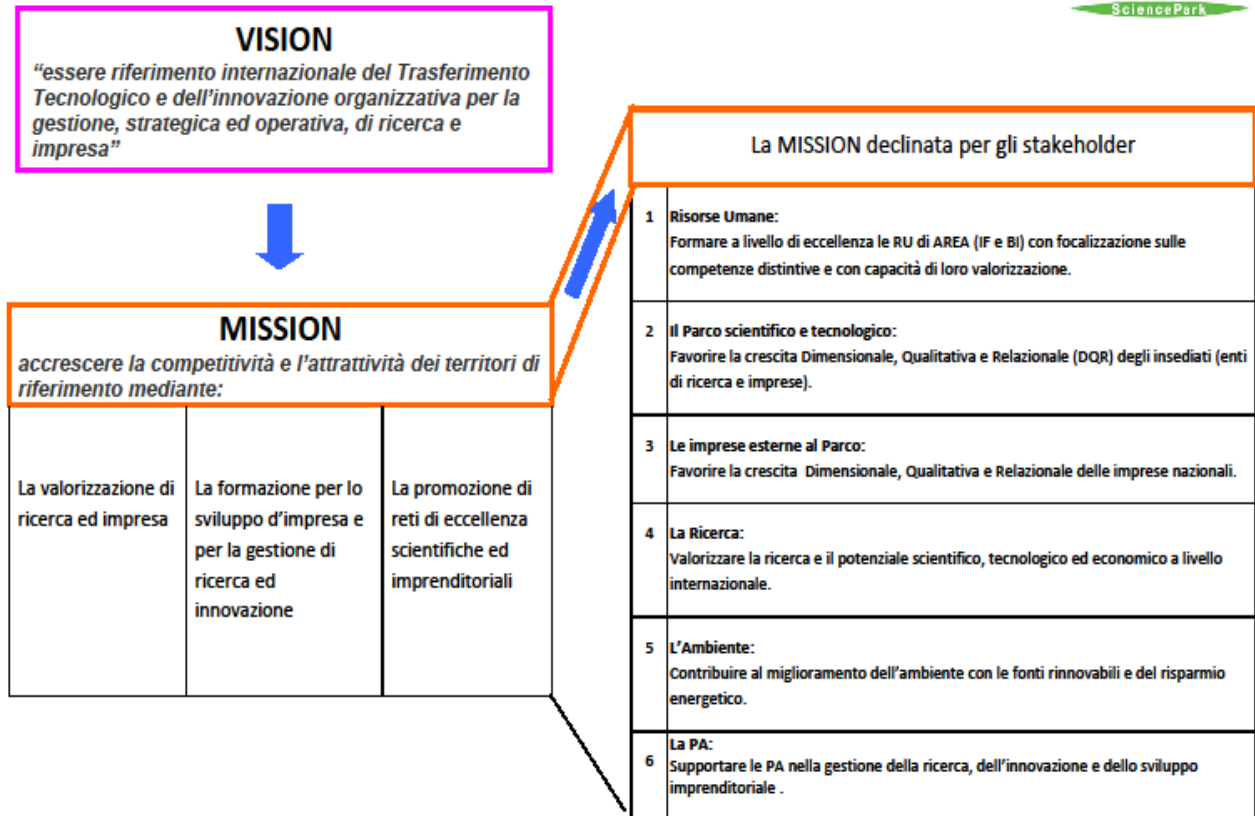 SciencePark
VISION
“essere riferimento internazionale del Trasferimento
Tecnologico e dell’innovazione organizzativa per la
gestione, strategica ed operativa, di ricerca e
impresa”
MISSION
accrescere la competitività e l’attrattività dei territori di
riferimento mediante:
La valorizzazione di
ricerca ed impresa
La formazione per lo
sviluppo d’impresa e
per la gestione di
ricerca ed
innovazione
La promozione di
reti di eccellenza
scientifiche ed
imprenditoriali
La MISSION declinata per gli stakeholder
1 Risorse Umane:
Formare a livello di eccellenza le RU di AREA (IF e BI) con focalizzazione sulle
competenze distintive e con capacità di loro valorizzazione.
2 Il Parco scientifico e tecnologico:
Favorire la crescita Dimensionale, Qualitativa e Relazionale (DQR) degli insediati (enti
di ricerca e imprese).
3 Le imprese esterne al Parco:
Favorire la crescita Dimensionale, Qualitativa e Relazionale delle imprese nazionali.
4 La Ricerca:
Valorizzare la ricerca e il potenziale scientifico, tecnologico ed economico a livello
internazionale.
5 L’Ambiente:
Contribuire al miglioramento dell’ambiente con le fonti rinnovabili e del risparmio
energetico.
La PA:
6 Supportare le PA nella gestione della ricerca, dell’innovazione e dello sviluppo
imprenditoriale .